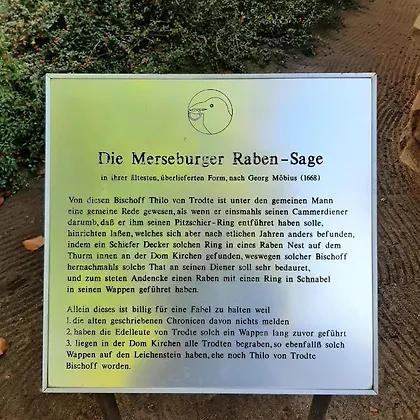 Die Merseburger Raben-Sage
in ihrer ältesten, überlieferten Form, nach Georg Möbius (1668)
Von diesen Bischoff Thilo von Trodte ist unter den gemeinen Mann
eine gemeine Rede gewesen, als wenn er einsmahls seinen Cammerdiener
darumb, daß er ihm seinen Pitzschier-Ring entführet haben solle,
hinrichten laßen, welches sich aber nach etlichen Jahren anders befunden,
indem ein Schiefer Decker solchen Ring in eines Raben Nest auf dem
Thurm innen an der Dom Kirchen gefunden, weswegen solcher Bischoff
hernachmahls solche That an seinen Diener soll sehr bedauret,
und zum steten Andencke einen Raben mit einen Ring in Schnabel
in seinen Wappen geführet haben.
Allein dieses ist billig für eine Fabel zu halten weil
1. die alten geschriebenen Chronicen davon nichts melden
2. haben die Edelleute von Trodte solch ein Wappen lang zuvor geführt
3. liegen in der Dom Kirchen alle Trodten begraben, so ebenfallß solch
Wappen auf den Leichenstein haben, ehe noch Thilo von Trodte
Bischoff worden.